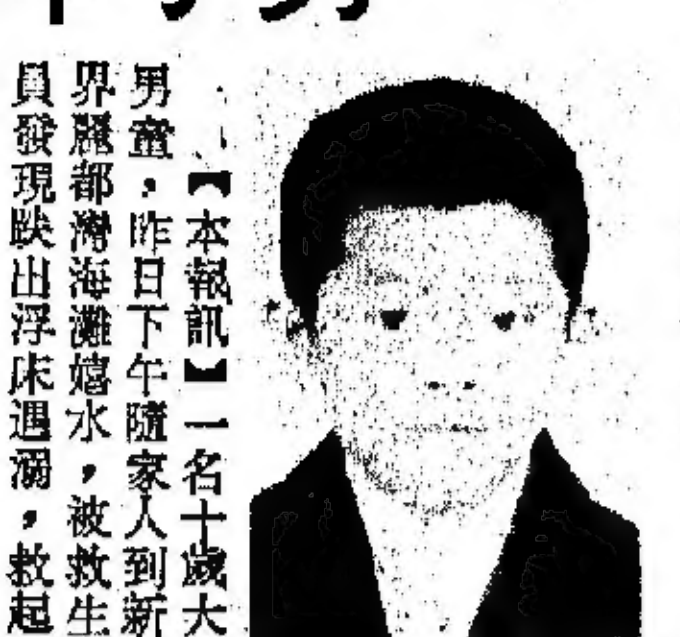 【本報訊】一名十歲大
男童，昨日下午隨家人到新
界麗都灣海灘嬉水，被救生
員發現跌出浮床遇溺，救起